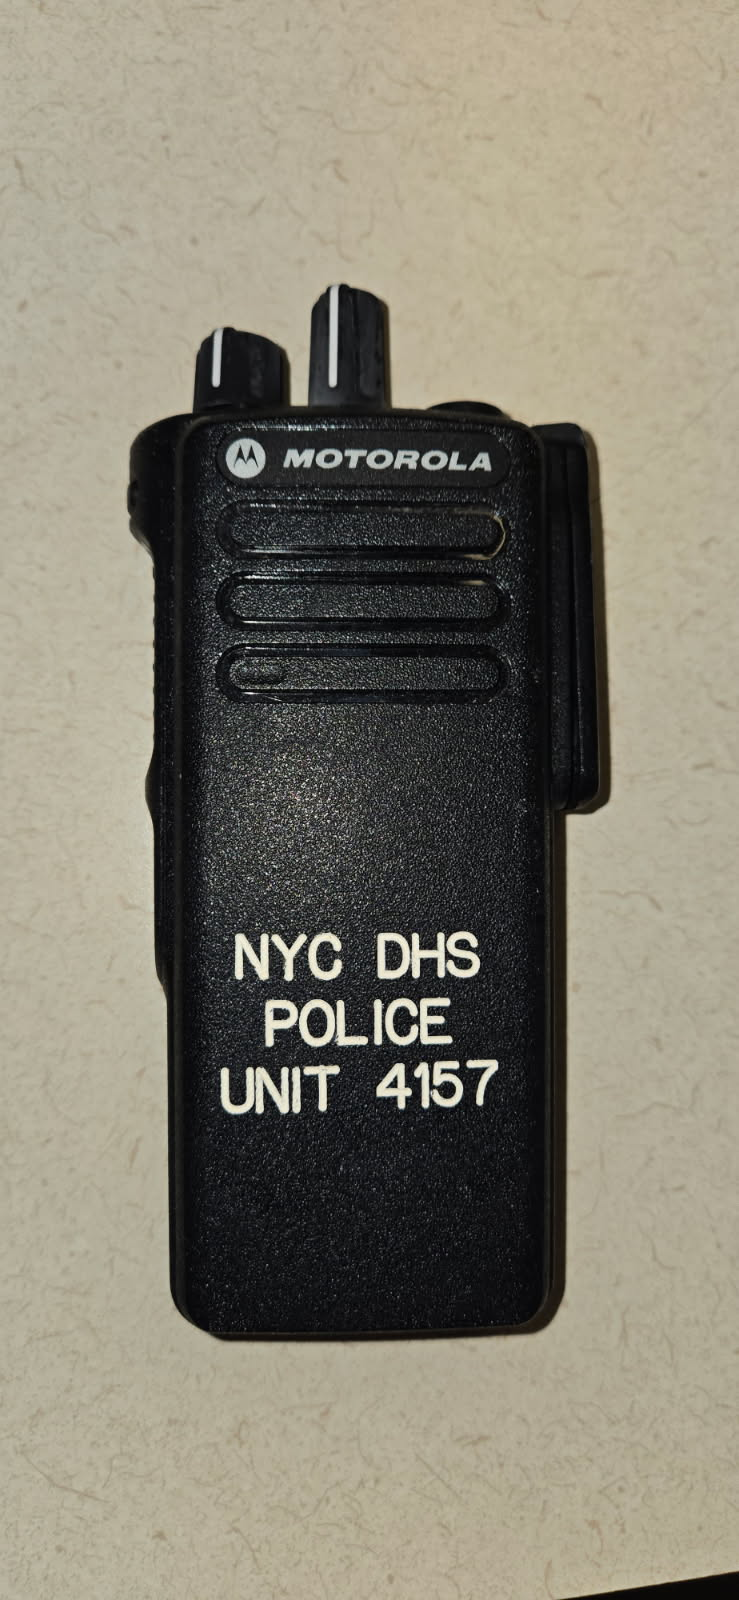 MOTOROLA
NYC DHS
POLICE
UNIT 4157